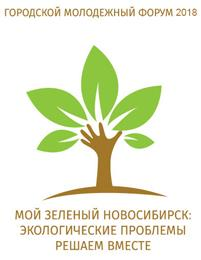 ГОРОДСКОЙ МОЛОДЕЖНЫЙ ФОРУМ 2018
МОЙ ЗЕЛЕНЫЙ НОВОСИБИРСК:
ЭКОЛОГИЧЕСКИЕ ПРОБЛЕМЫ
РЕШАЕМ ВМЕСТЕ